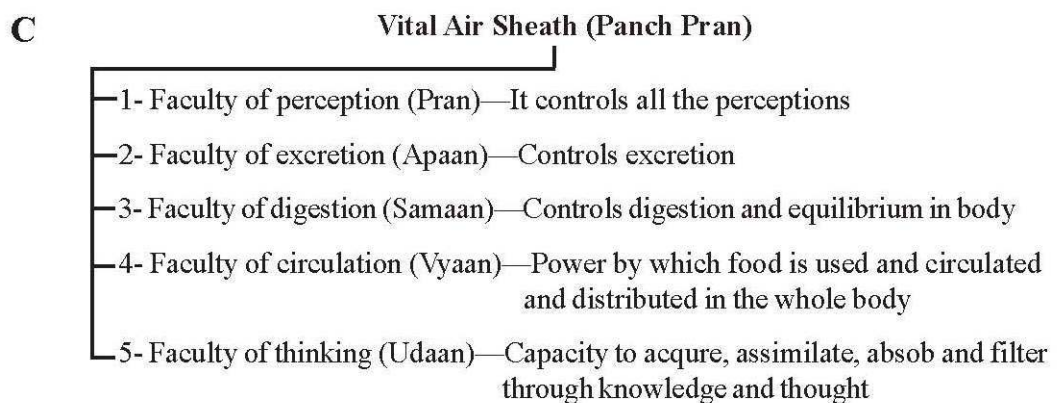 C
Vital Air Sheath (Panch Pran)
1- Faculty of perception (Pran)—It controls all the perceptions
2- Faculty of excretion (Apaan)—Controls excretion
3- Faculty of digestion (Samaan)—Controls digestion and equilibrium in body
4- Faculty of circulation (Vyaan)—Power by which food is used and circulated
and distributed in the whole body
5- Faculty of thinking (Udaan)—Capacity to acqure, assimilate, absob and filter
through knowledge and thought